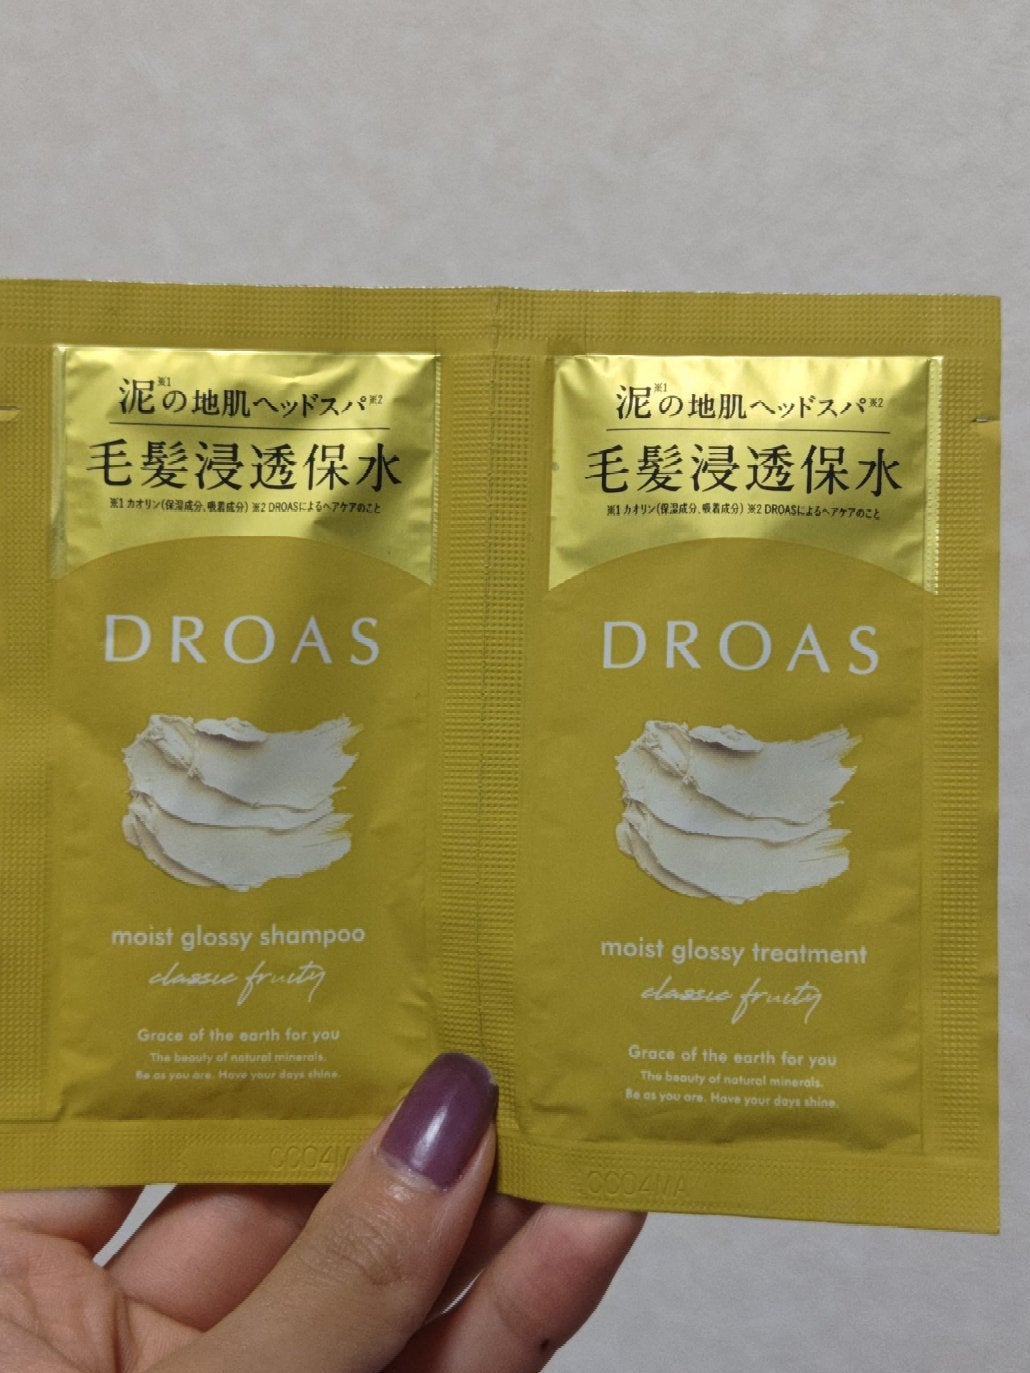 泥※1の地肌ヘッドスパ※2
毛髪浸透保水
※1 カオリン(保湿成分、吸着成分) ※2 DROASによるヘアケアのこと
DROAS
moist glossy shampoo
classic fruity
Grace of the earth for you
The beauty of natural minerals.
Be as you are. Have your days shine.
泥※1の地肌ヘッドスパ※2
毛髪浸透保水
※1 カオリン(保湿成分、吸着成分) ※2 DROASによるヘアケアのこと
DROAS
moist glossy treatment
classic fruity
Grace of the earth for you
The beauty of natural minerals.
Be as you are. Have your days shine.